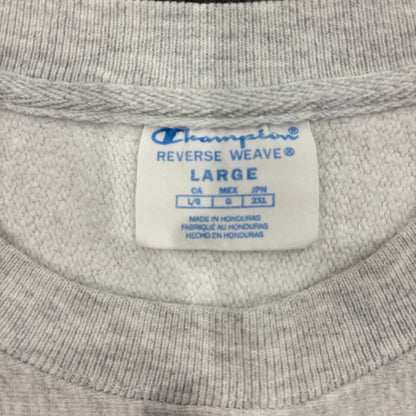 Champion®
REVERSE WEAVE®
LARGE
CA MEX JPN
L/G G 2XL
MADE IN HONDURAS
FABRIQUÉ AU HONDURAS
HECHO EN HONDURAS